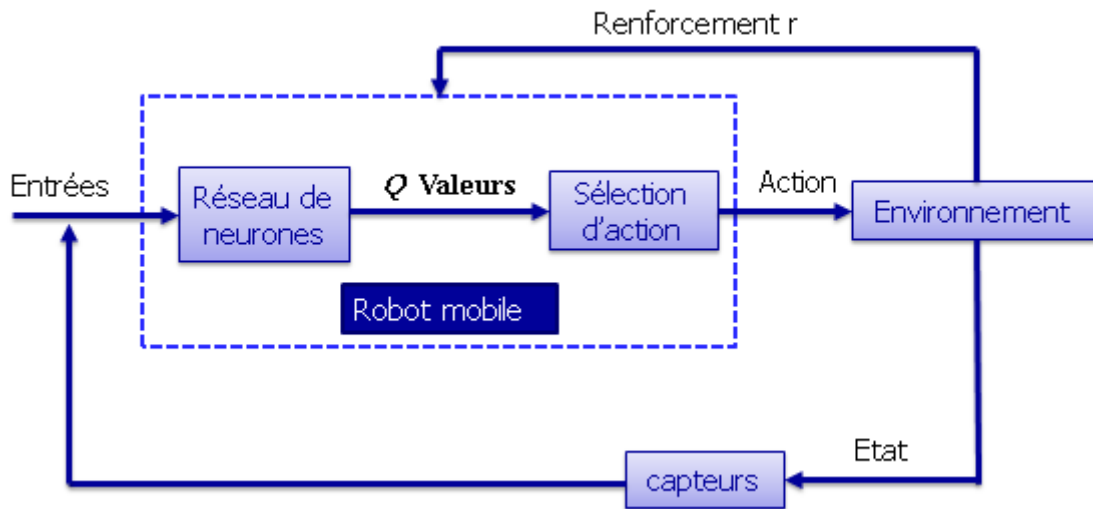 Renforcement r
Entrées
Réseau de
neurones
Q Valeurs
Sélection
d'action
Action
Environnement
Robot mobile
Etat
capteurs